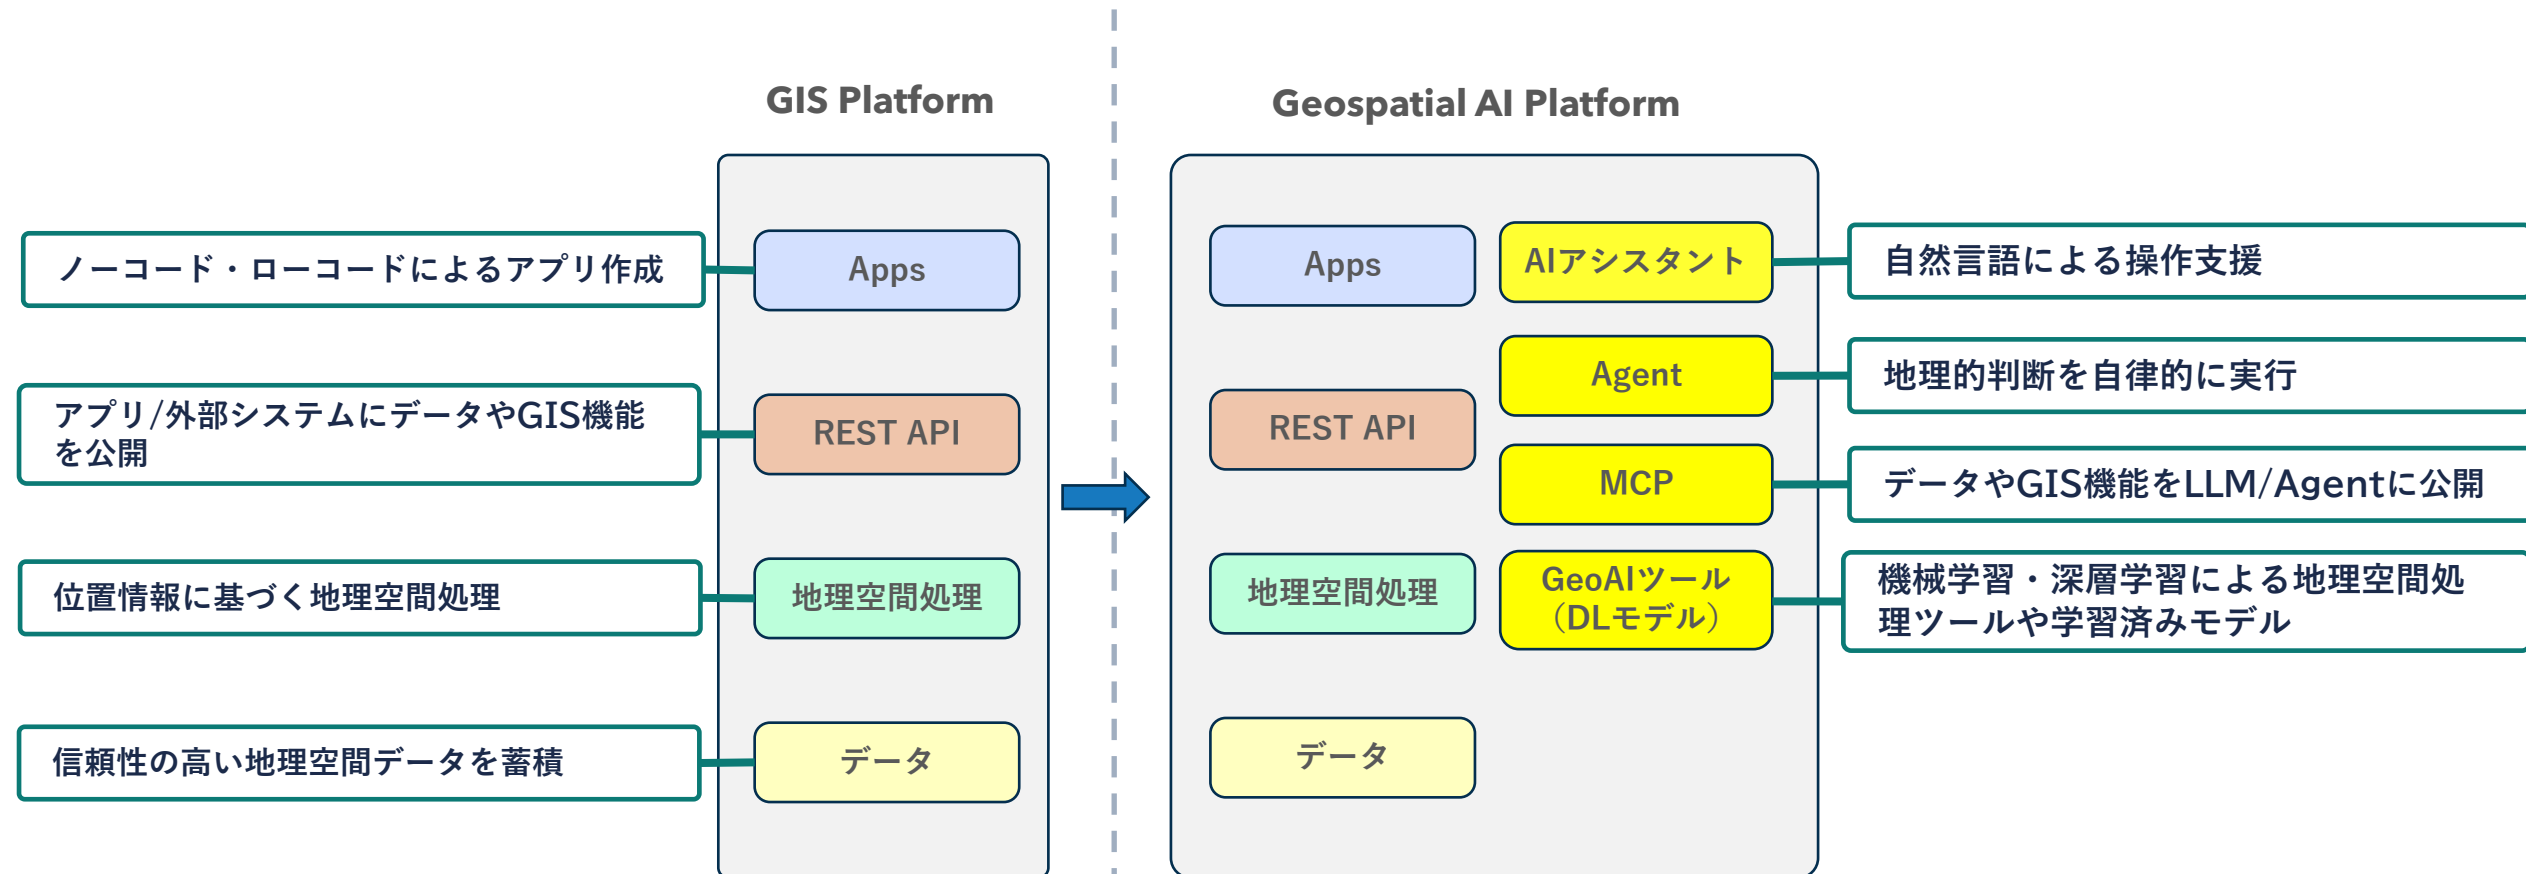 GIS Platform
ノーコード・ローコードによるアプリ作成
Apps
アプリ/外部システムにデータやGIS機能
を公開
REST API
位置情報に基づく地理空間処理
地理空間処理
信頼性の高い地理空間データを蓄積
データ
Geospatial AI Platform
Apps
AIアシスタント
自然言語による操作支援
Agent
地理的判断を自律的に実行
REST API
MCP
データやGIS機能をLLM/Agentに公開
地理空間処理
GeoAIツール
（DLモデル）
機械学習・深層学習による地理空間処
理ツールや学習済みモデル
データ